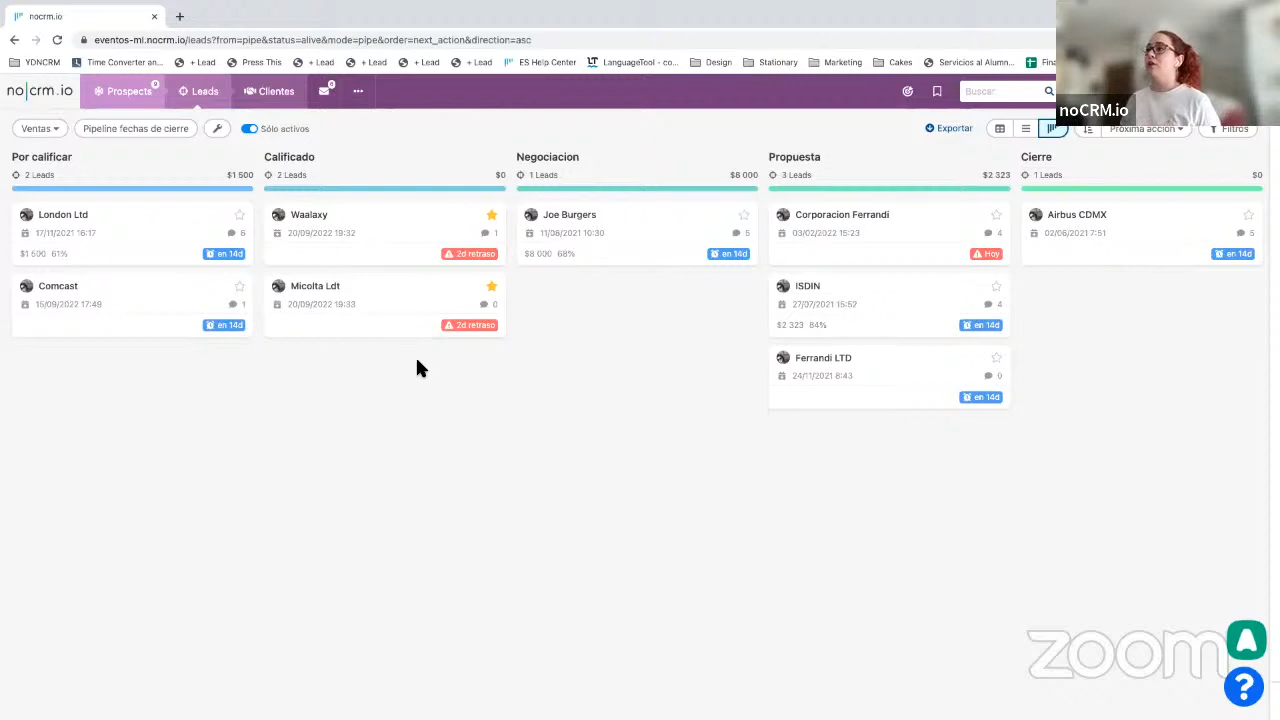 nocrm.io
eventos-ml.nocrm.io/leads?from=pipe&status=alive&mode=pipe&order=next_action&direction=asc
YDNCRM Time Converter an... + Lead Press This + Lead + Lead + Lead + Lead ES Help Center LanguageTool - co... Design Stationary Marketing Cakes Servicios al Alumn...
no|crm.io Prospects 9 Leads Clientes 0 ... Buscar
noCRM.io
Ventas Pipeline fechas de cierre Sólo activos Exportar Próxima acción Filtros
Por calificar Calificado Negociacion Propuesta Cierre
2 Leads $1 500 2 Leads $0 1 Leads $8 000 3 Leads $2 323 1 Leads $0
London Ltd Waalaxy Joe Burgers Corporacion Ferrandi Airbus CDMX
17/11/2021 16:17 6 20/09/2022 19:32 1 11/08/2021 10:30 5 03/02/2022 15:23 4 02/06/2021 7:51 5
$1 500 61% en 14d 2d retraso $8 000 68% en 14d Hoy en 14d
Comcast Micolta Ldt ISDIN
15/09/2022 17:49 1 20/09/2022 19:33 0 27/07/2021 15:52 4
en 14d 2d retraso $2 323 84% en 14d
Ferrandi LTD
24/11/2021 8:43 0
en 14d
zoom
?